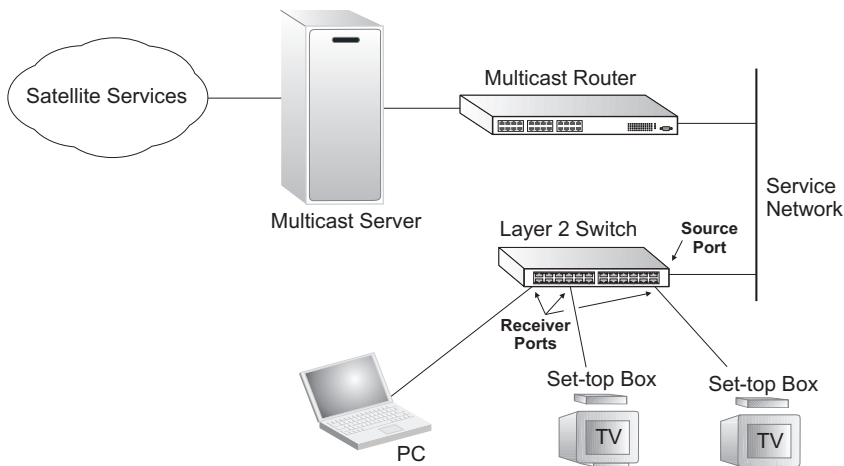 Satellite Services
Multicast Router
Multicast Server
Service
Network
Layer 2 Switch
Source
Port
Receiver
Ports
Set-top Box
Set-top Box
TV
TV
PC